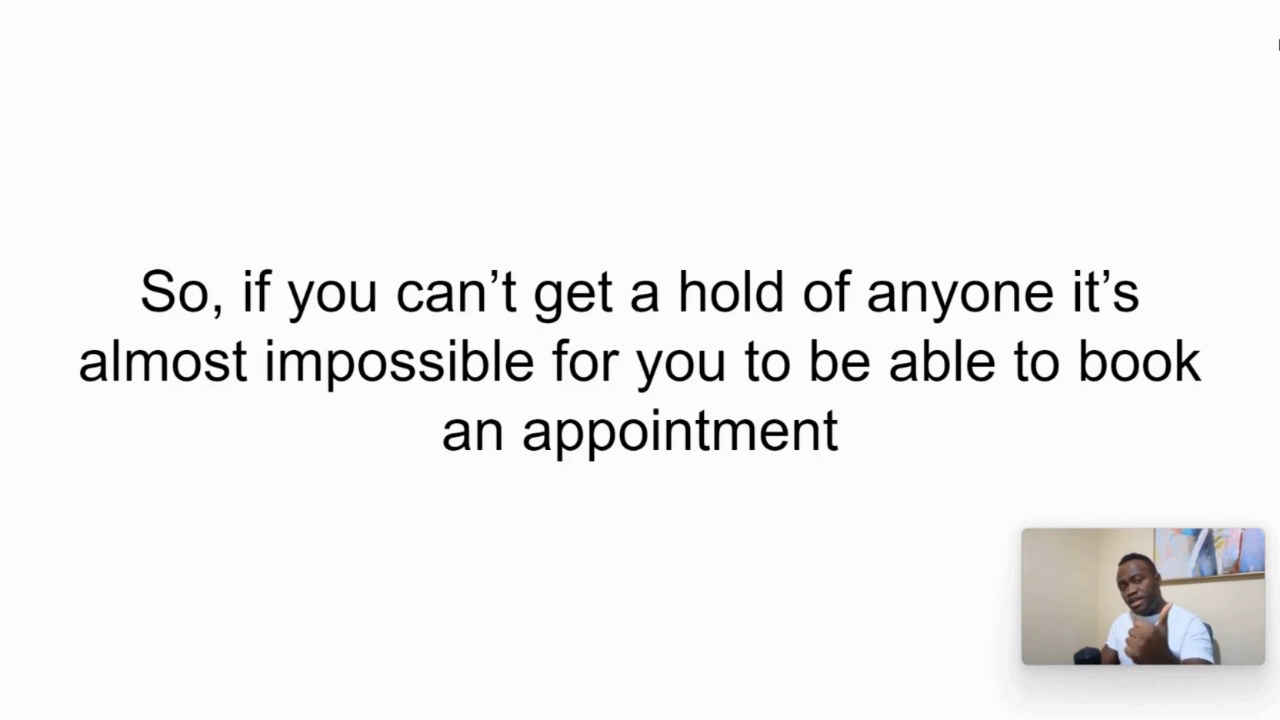 So, if you can’t get a hold of anyone it’s
almost impossible for you to be able to book
an appointment